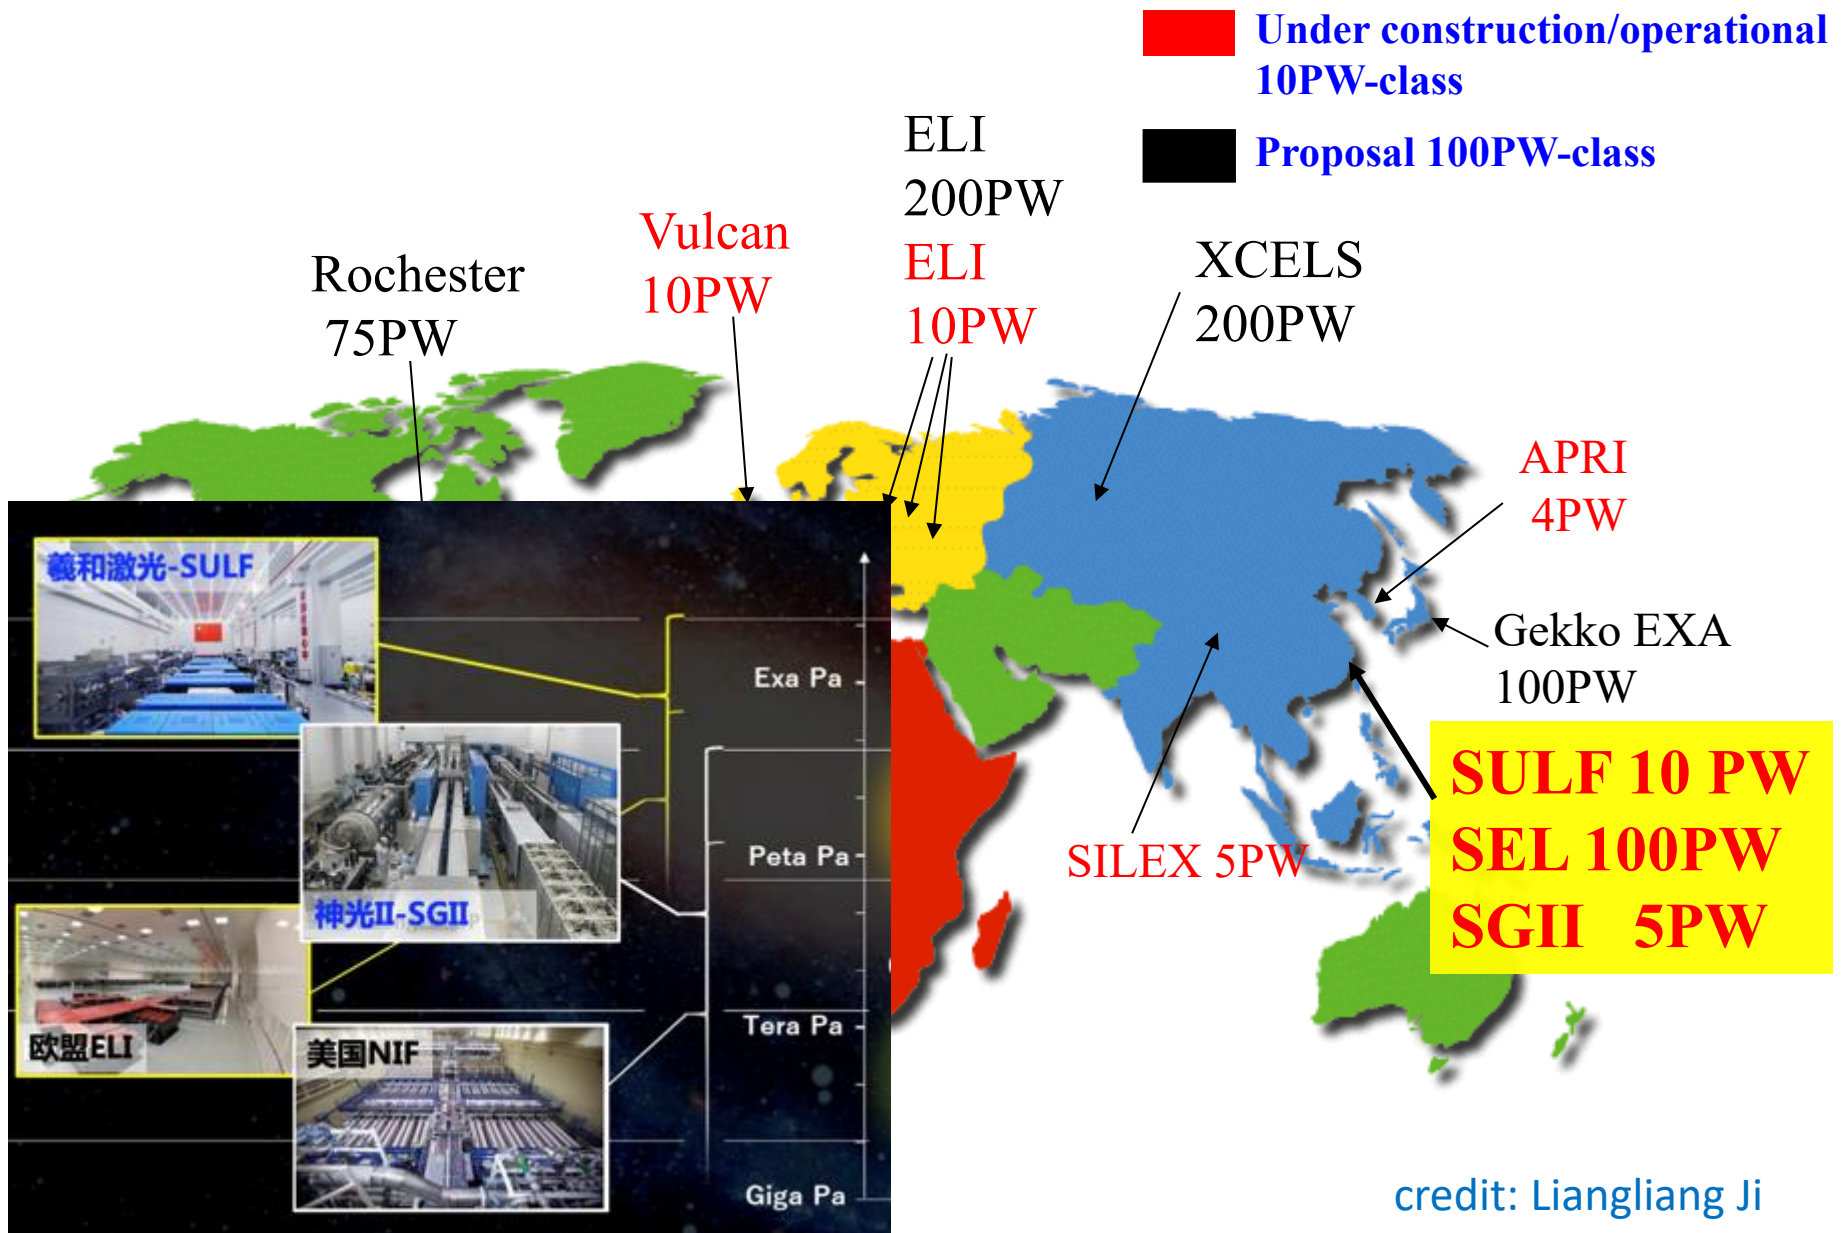 Under construction/operational
10PW-class
Proposal 100PW-class
ELI
200PW
ELI
10PW
Vulcan
10PW
Rochester
75PW
XCELS
200PW
APRI
4PW
Gekko EXA
100PW
SULF 10 PW
SEL 100PW
SGII 5PW
SILEX 5PW
羲和激光-SULF
神光II-SGII
欧盟ELI
美国NIF
Exa Pa
Peta Pa
Tera Pa
Giga Pa
credit: Liangliang Ji